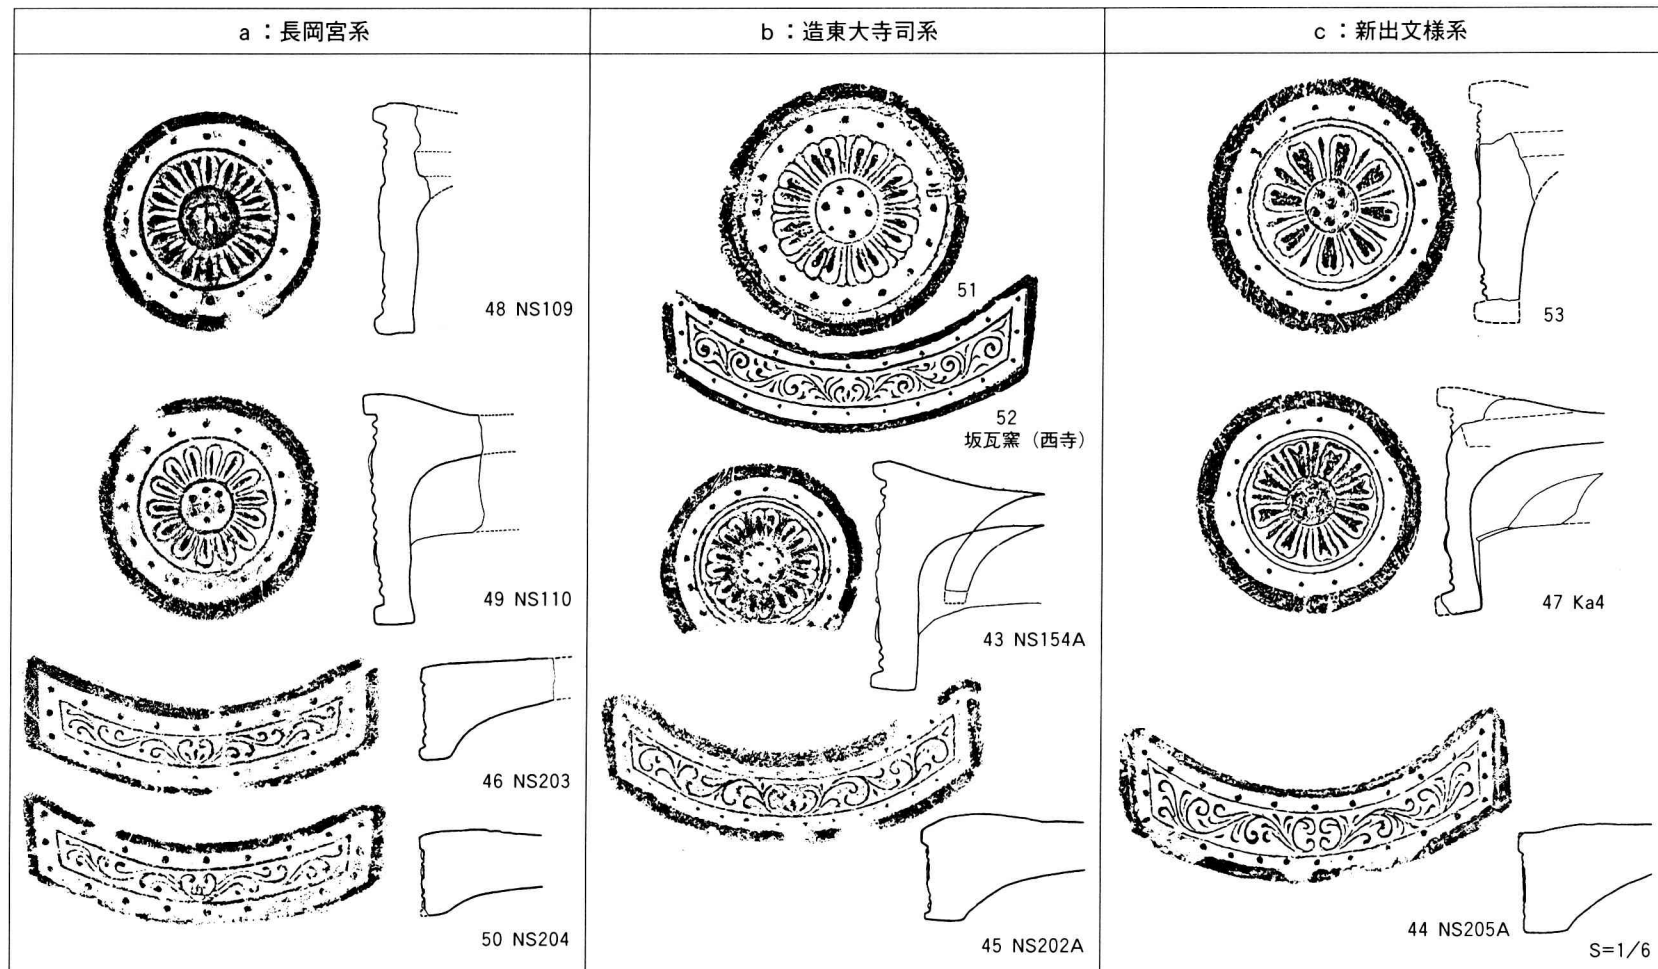 a：長岡宮系
b：造東大寺司系
c：新出文様系
48 NS109
49 NS110
46 NS203
50 NS204
51
52
坂瓦窯（西寺）
43 NS154A
45 NS202A
53
47 Ka4
44 NS205A
S=1/6